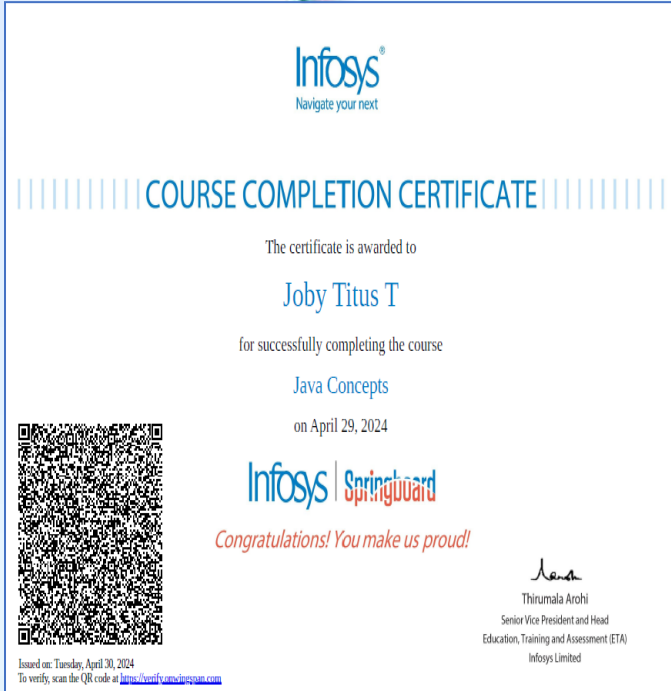 Infosys®
Navigate your next
COURSE COMPLETION CERTIFICATE
The certificate is awarded to
Joby Titus T
for successfully completing the course
Java Concepts
on April 29, 2024
Infosys | Springboard
Congratulations! You make us proud!
Thirumala Arohi
Senior Vice President and Head
Education, Training and Assessment (ETA)
Infosys Limited
Issued on: Tuesday, April 30, 2024
To verify, scan the QR code at https://verify.onwingspan.com